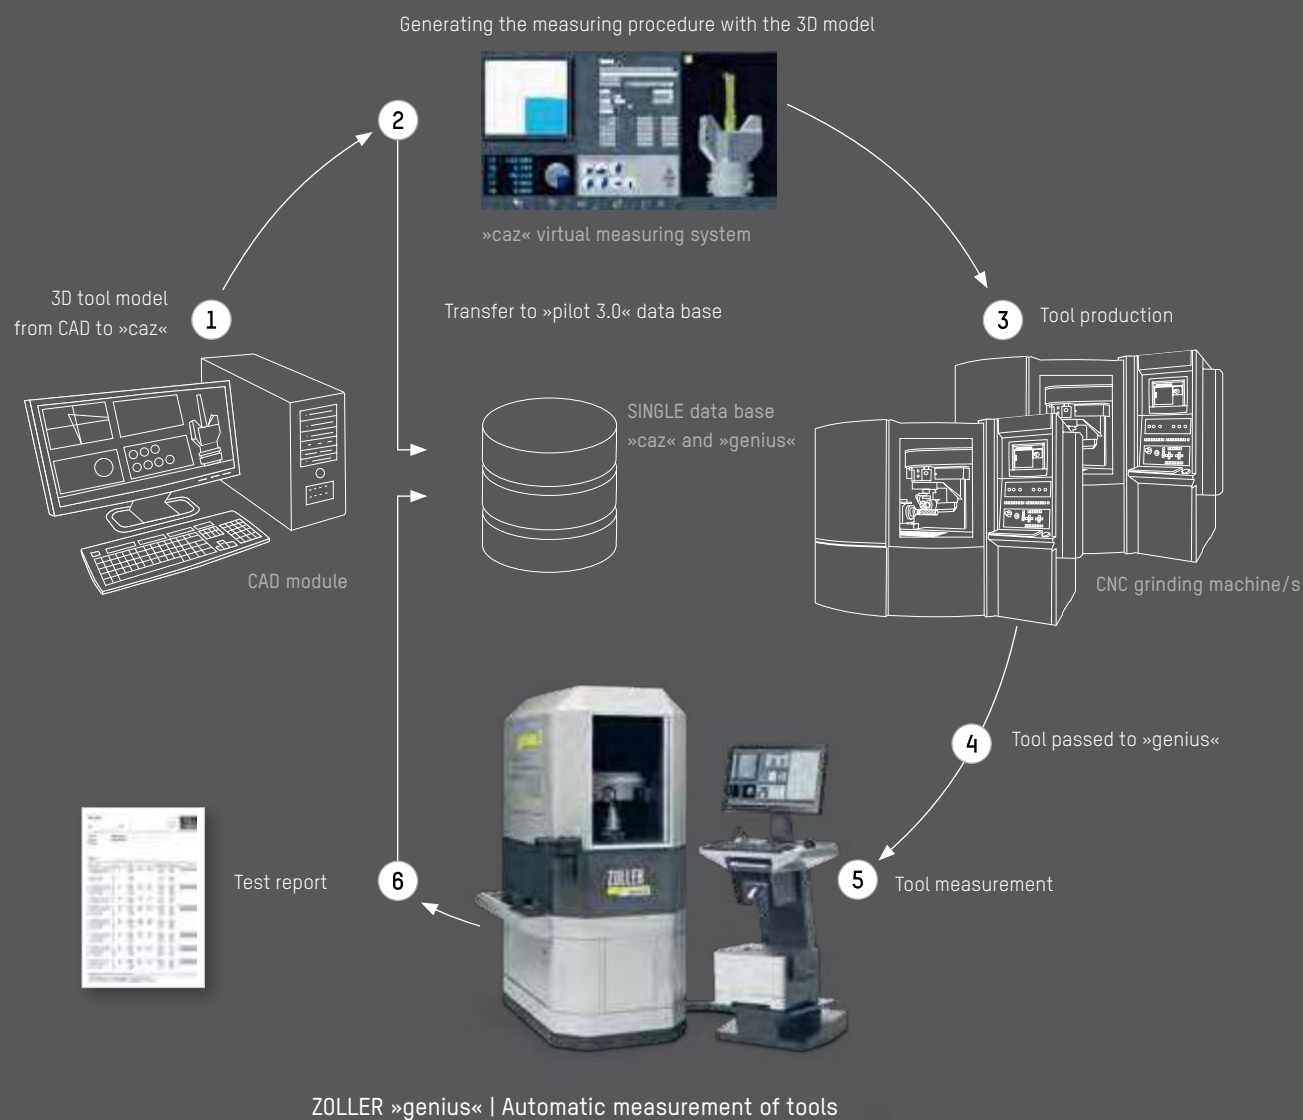 Generating the measuring procedure with the 3D model
2
»caz« virtual measuring system
3D tool model
from CAD to »caz«
1
Transfer to »pilot 3.0« data base
3
Tool production
SINGLE data base
»caz« and »genius«
CAD module
CNC grinding machine/s
4
Tool passed to »genius«
ZOLLER
5
Tool measurement
Test report
6
ZOLLER »genius« | Automatic measurement of tools